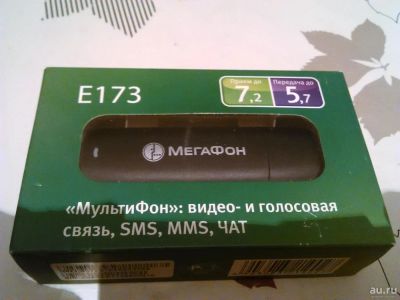 E173
Прием до
7,2
Передача до
5,7
МЕГАФОН
«МультиФон»: видео- и голосовая
связь, SMS, MMS, ЧАТ
au.ru